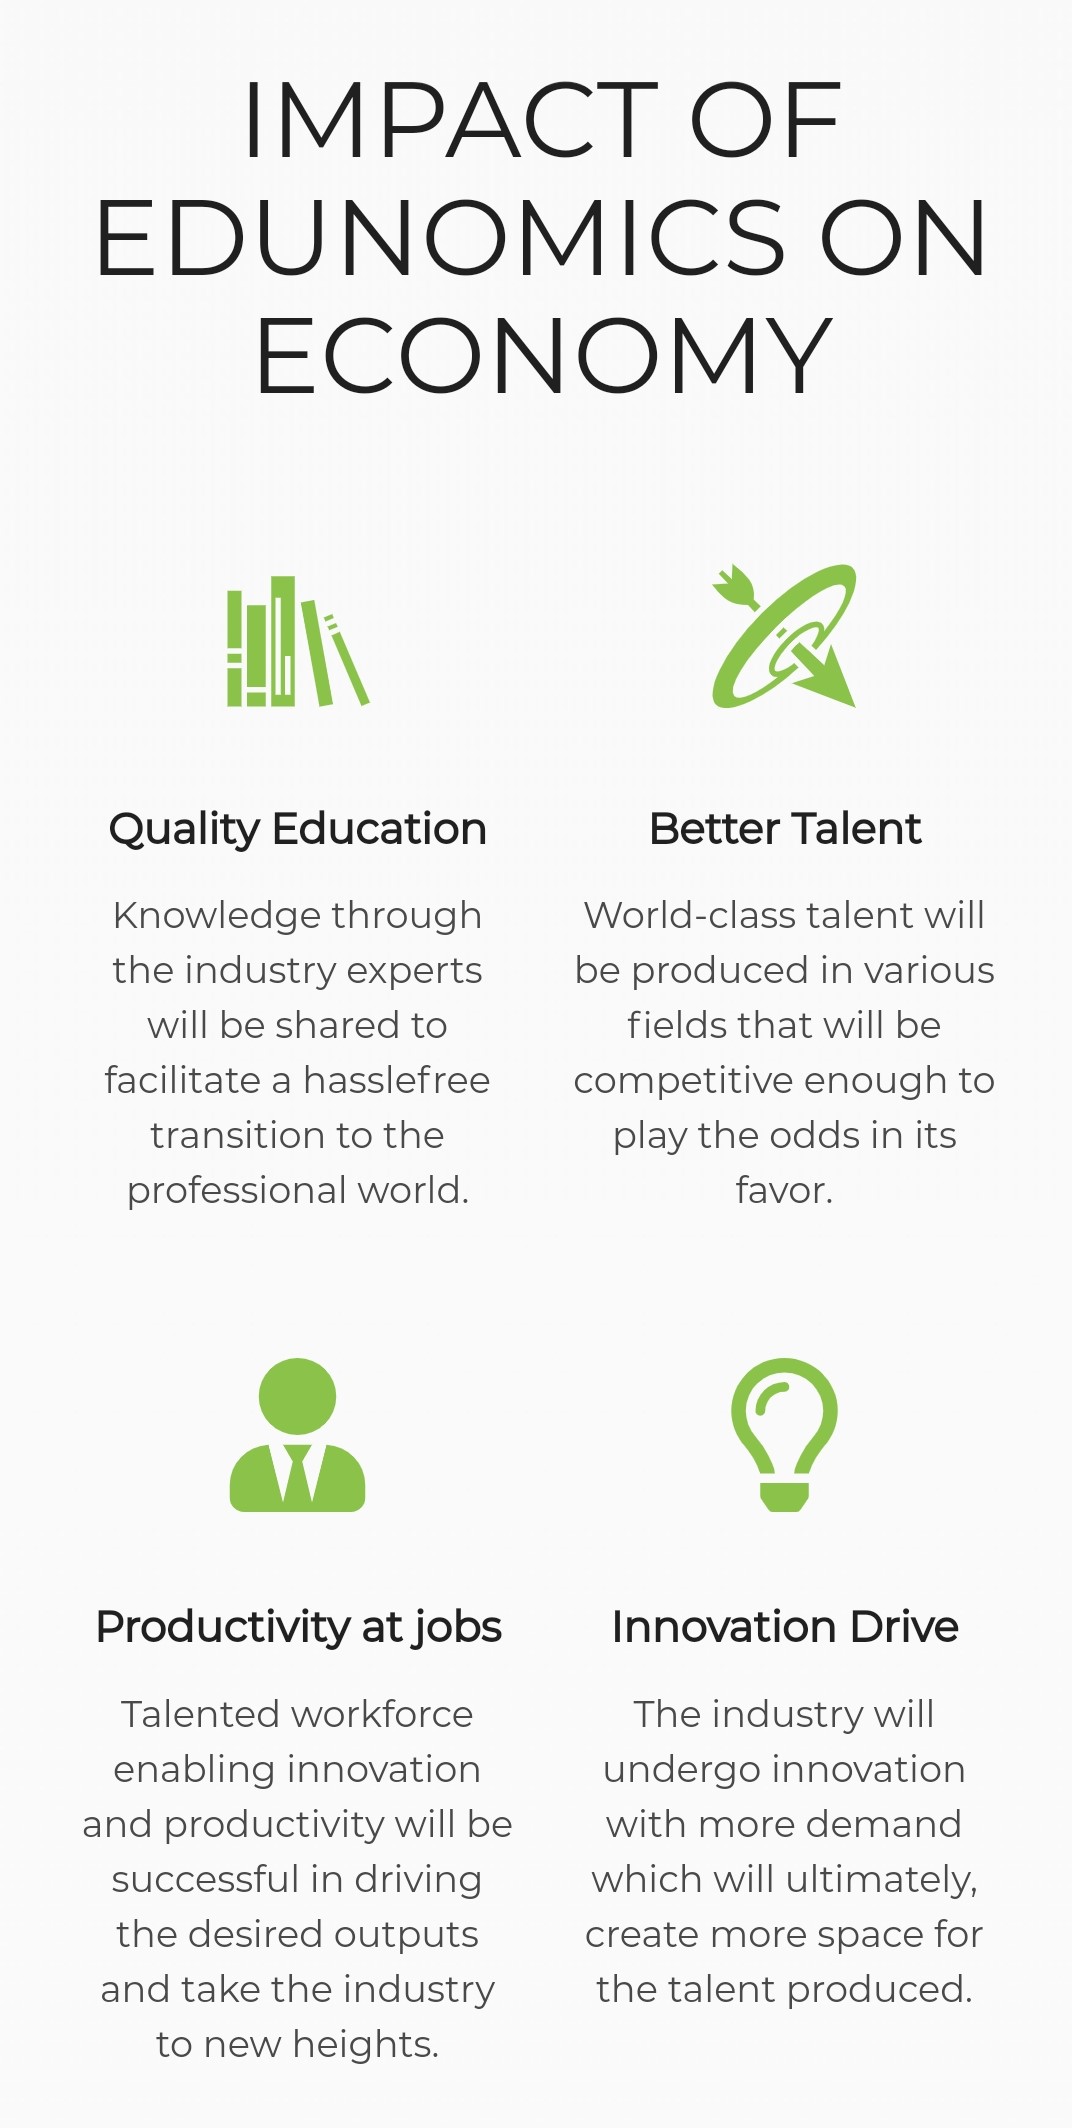 IMPACT OF
EDUNOMICS ON
ECONOMY
Quality Education
Knowledge through
the industry experts
will be shared to
facilitate a hasslefree
transition to the
professional world.
Better Talent
World-class talent will
be produced in various
fields that will be
competitive enough to
play the odds in its
favor.
Productivity at jobs
Talented workforce
enabling innovation
and productivity will be
successful in driving
the desired outputs
and take the industry
to new heights.
Innovation Drive
The industry will
undergo innovation
with more demand
which will ultimately,
create more space for
the talent produced.